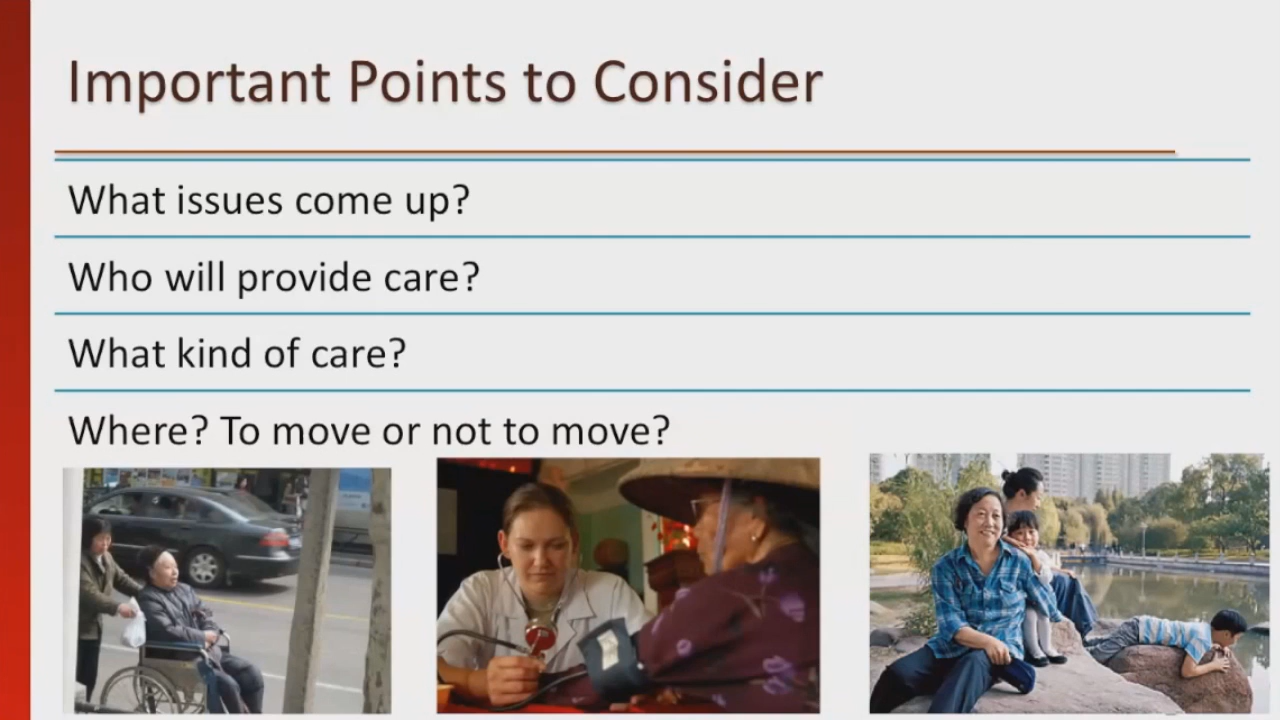 Important Points to Consider
What issues come up?
Who will provide care?
What kind of care?
Where? To move or not to move?